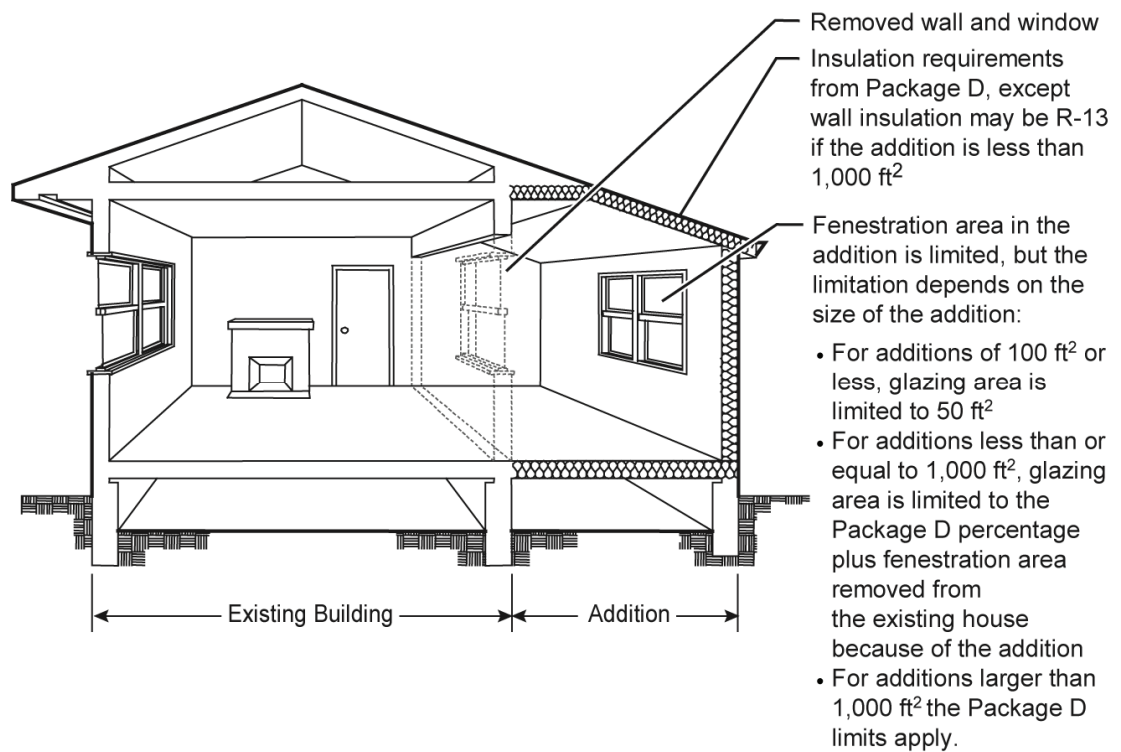 Removed wall and window
Insulation requirements
from Package D, except
wall insulation may be R-13
if the addition is less than
1,000 ft²
Fenestration area in the
addition is limited, but the
limitation depends on the
size of the addition:
• For additions of 100 ft² or
less, glazing area is
limited to 50 ft²
• For additions less than or
equal to 1,000 ft², glazing
area is limited to the
Package D percentage
plus fenestration area
removed from
the existing house
because of the addition
• For additions larger than
1,000 ft² the Package D
limits apply.
Existing Building
Addition